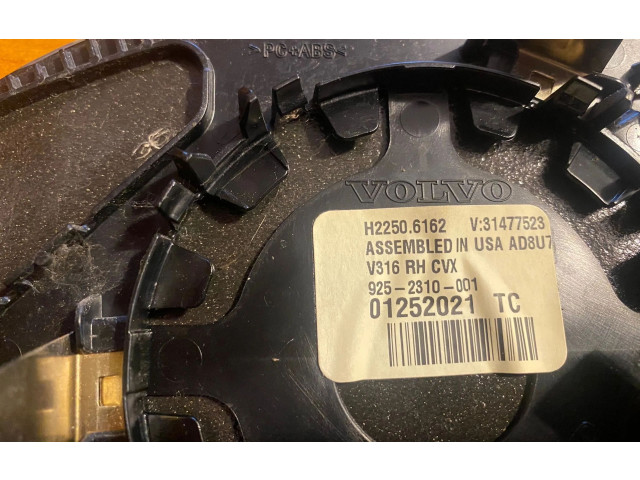 >PC+ABS<
VOLVO
H2250.6162 V:31477523
ASSEMBLED IN USA AD8U7
V316 RH CVX
925-2310-001
01252021 TC